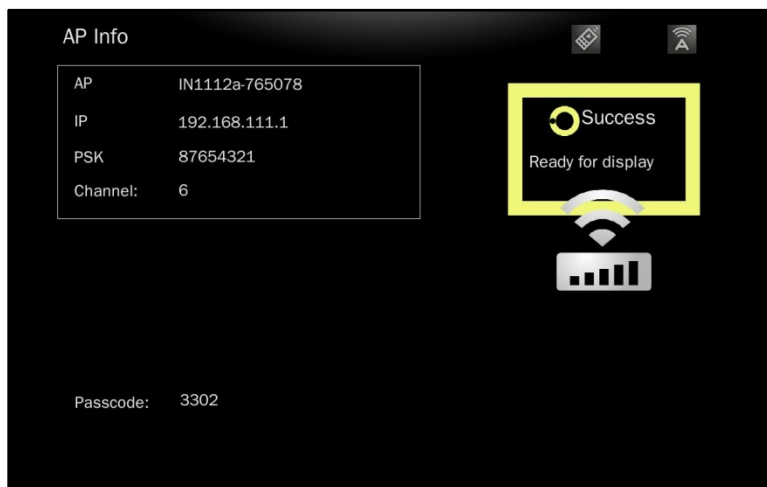 AP Info
AP IN1112a-765078
IP 192.168.111.1
PSK 87654321
Channel: 6
Success
Ready for display
A
Passcode: 3302